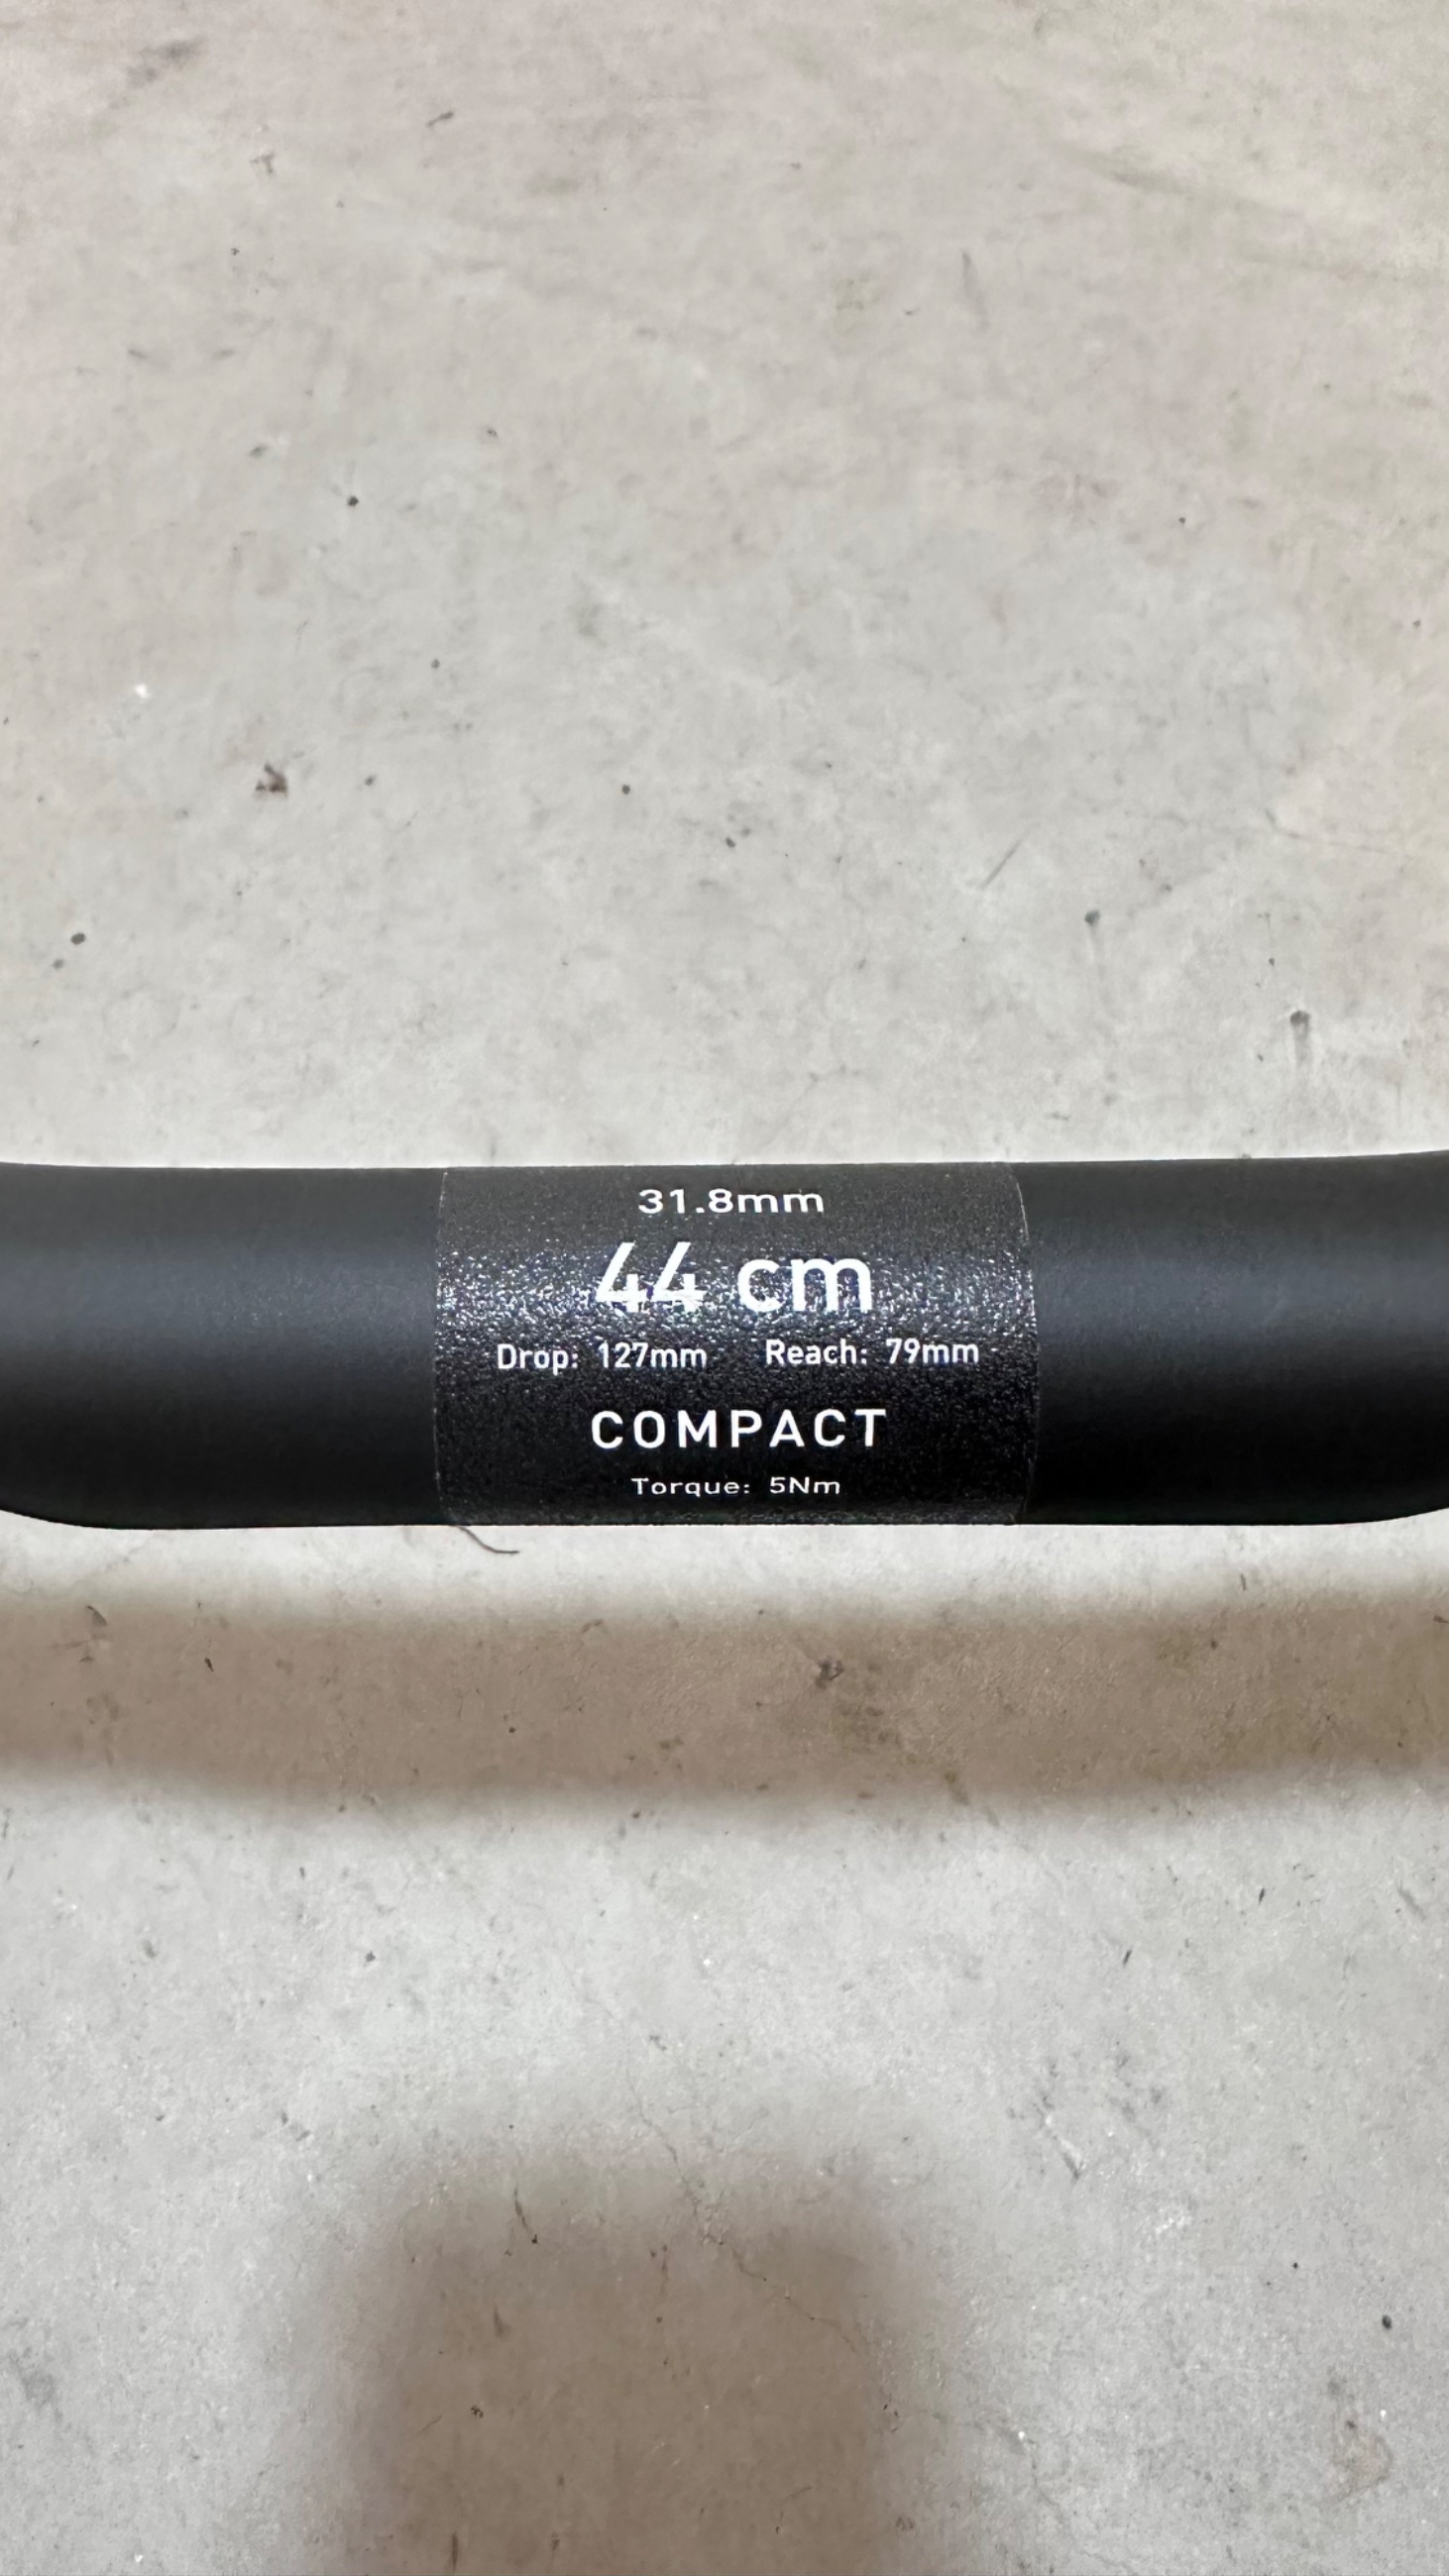 31.8mm
44 cm
Drop: 127mm Reach: 79mm
COMPACT
Torque: 5Nm